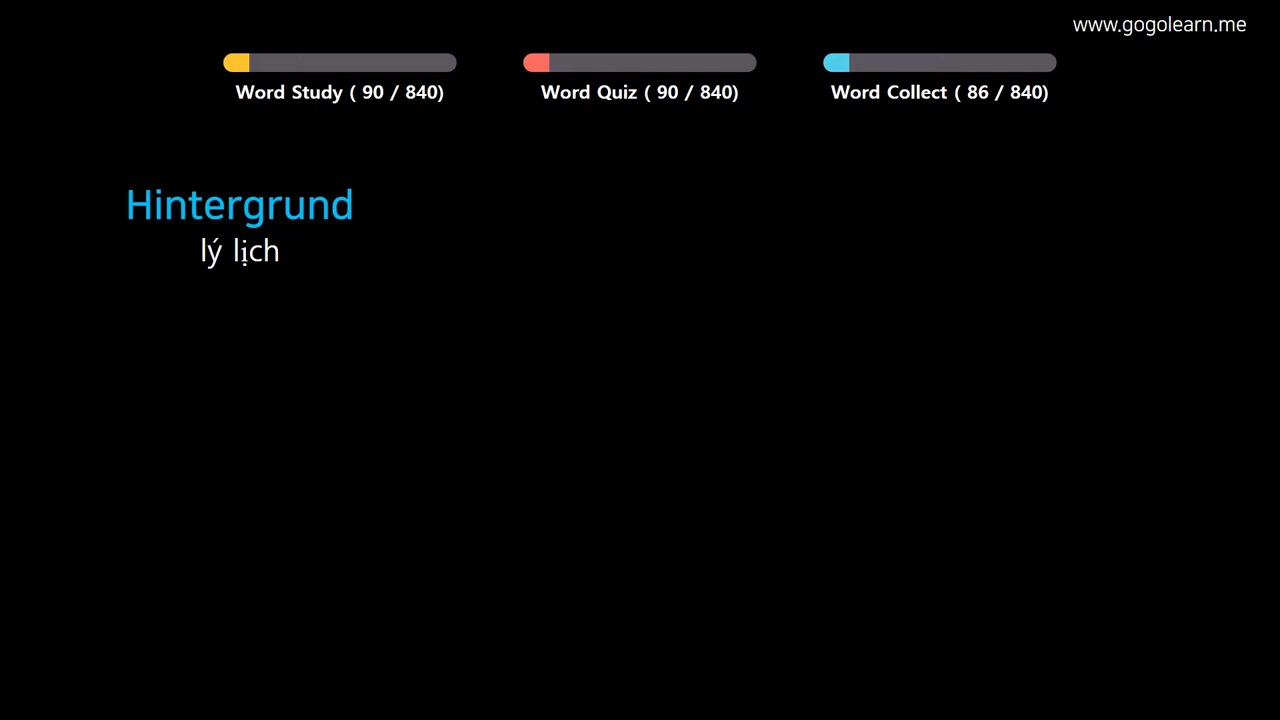 www.gogolearn.me
Word Study ( 90 / 840)
Word Quiz ( 90 / 840)
Word Collect ( 86 / 840)
Hintergrund
lý lịch